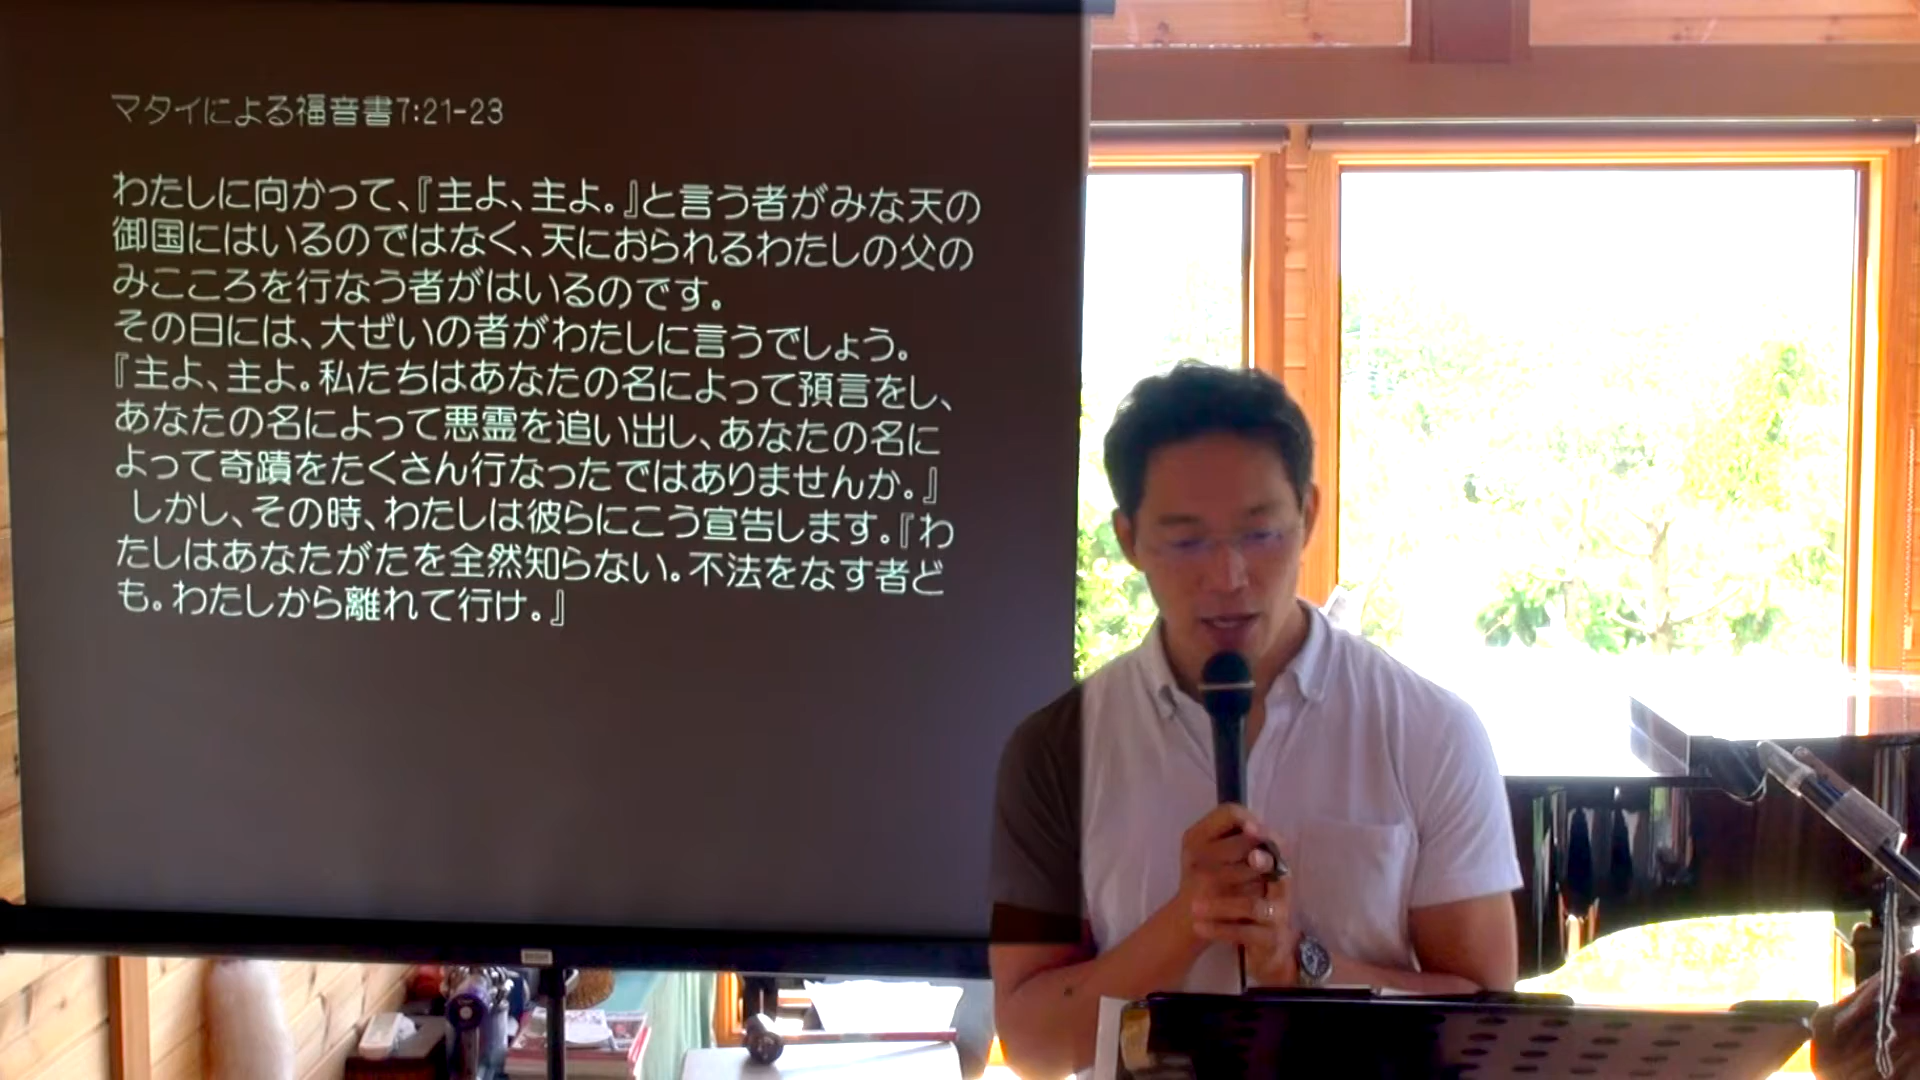 マタイによる福音書7:21-23
わたしに向かって、『主よ、主よ。』と言う者がみな天の
御国にはいるのではなく、天におられるわたしの父の
みこころを行なう者がはいるのです。
その日には、大ぜいの者がわたしに言うでしょう。
『主よ、主よ。私たちはあなたの名によって預言をし、
あなたの名によって悪霊を追い出し、あなたの名に
よって奇蹟をたくさん行なったではありませんか。』
しかし、その時、わたしは彼らにこう宣告します。『わ
たしはあなたがたを全然知らない。不法をなす者ど
も。わたしから離れて行け。』